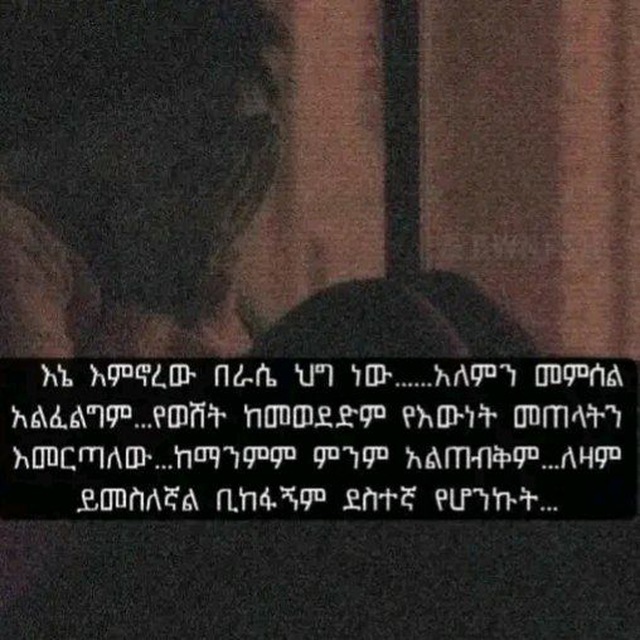 እኔ እምኖረው በራሴ ህግ ነው......አለምን መምሰል
አልፈልግም...የወሸት ከመወደድም የእውነት መጠላትን
እመርጣለው...ከማንምም ምንም አልጠብቅም...ለዛም
ይመስለኛል ቢከፋኝም ደስተኛ የሆንኩት...